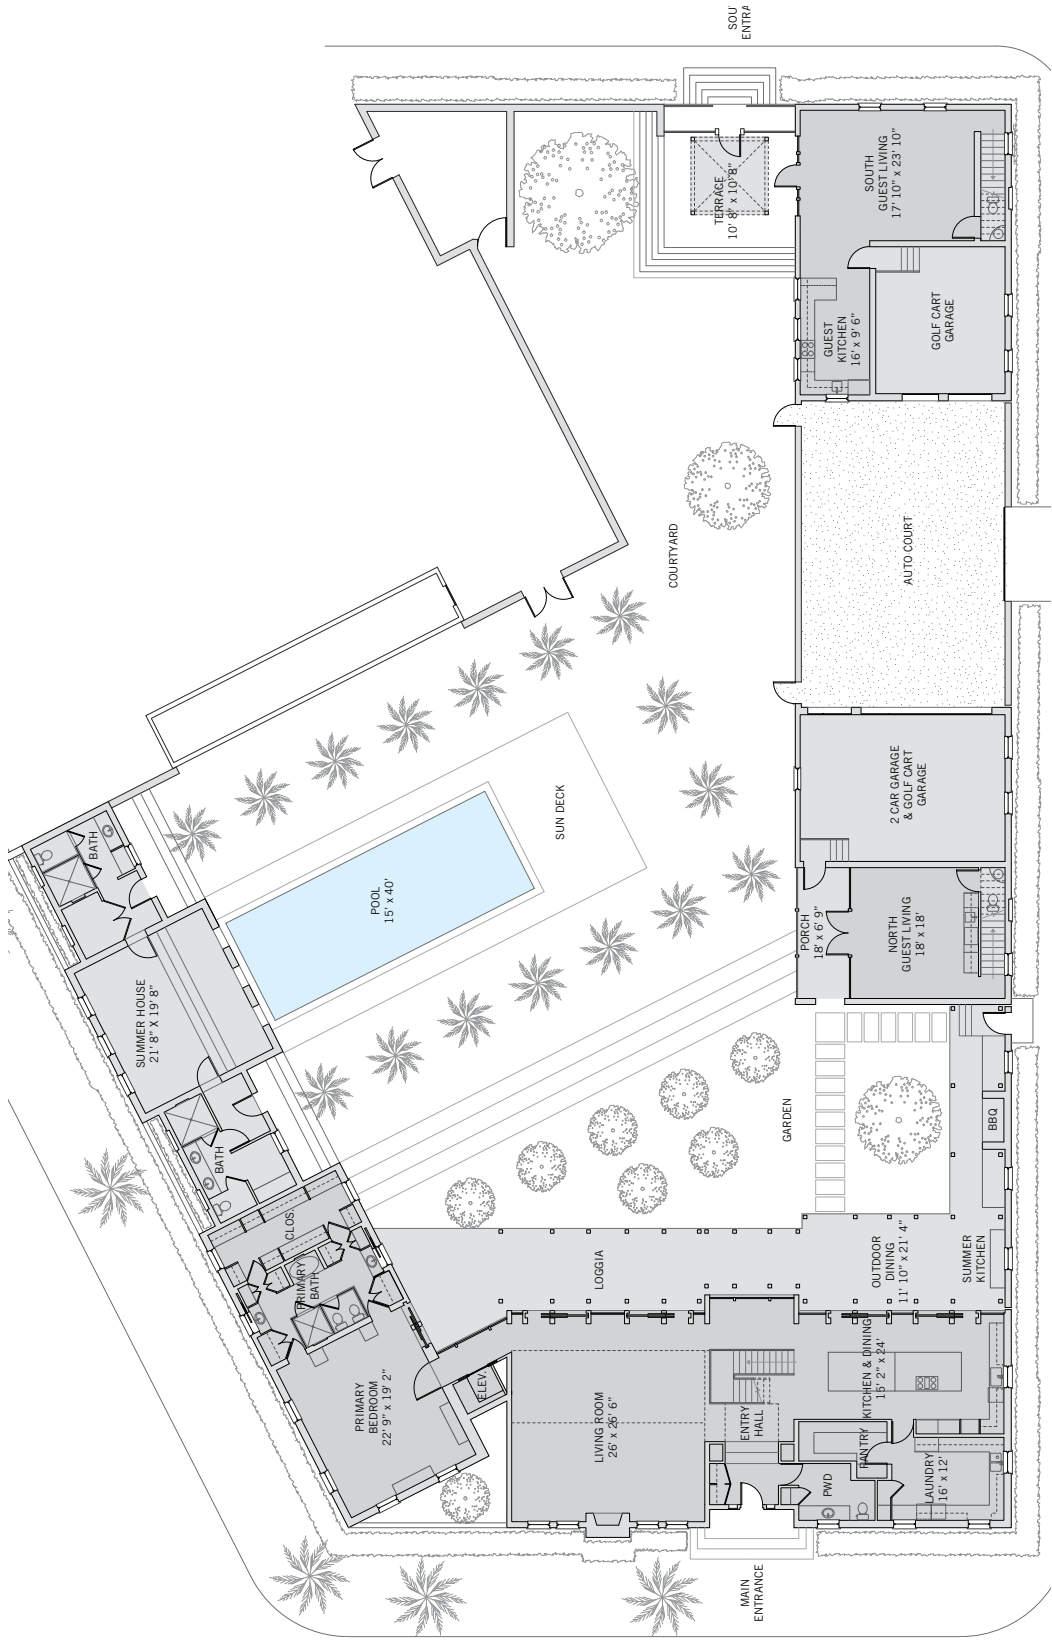 SOU
ENTRA
SOUTH
GUEST LIVING
17' 10" x 23' 10"
TERRACE
10' 8" x 10' 8"
GUEST
KITCHEN
16' x 9' 6"
GOLF CART
GARAGE
COURTYARD
AUTO COURT
SUN DECK
2 CAR GARAGE
& GOLF CART
GARAGE
BATH
POOL
15' x 40'
PORCH
18' x 6' 9"
NORTH
GUEST LIVING
18' x 18'
SUMMER HOUSE
21' 8" X 19' 8"
GARDEN
BBQ
BATH
CLOS.
PRIMARY
BATH
LOGGIA
OUTDOOR
DINING
11' 10" x 21' 4"
SUMMER
KITCHEN
PRIMARY
BEDROOM
22' 9" x 19' 2"
ELEV.
LIVING ROOM
26' x 26' 6"
ENTRY
HALL
KITCHEN & DINING
15' 2" x 24'
PANTRY
PWD
LAUNDRY
16' x 12'
MAIN
ENTRANCE